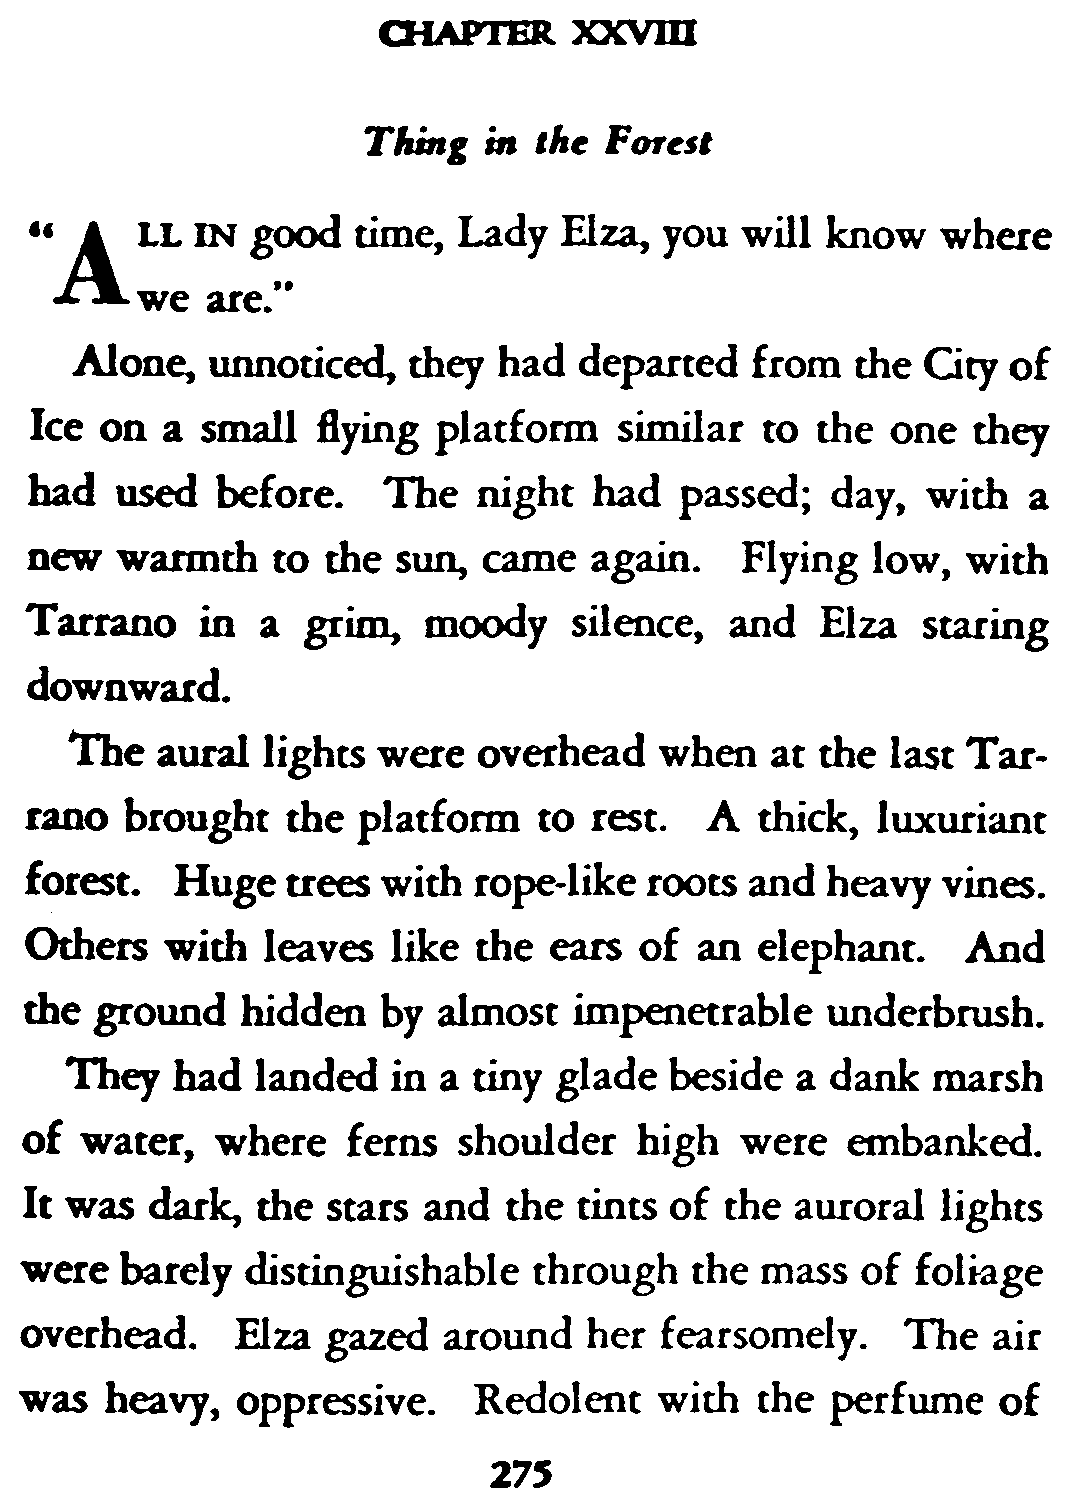 CHAPTER XXVIII
Thing in the Forest
"ALL IN good time, Lady Elza, you will know where
we are."
Alone, unnoticed, they had departed from the City of
Ice on a small flying platform similar to the one they
had used before. The night had passed; day, with a
new warmth to the sun, came again. Flying low, with
Tarrano in a grim, moody silence, and Elza staring
downward.
The aural lights were overhead when at the last Tar-
rano brought the platform to rest. A thick, luxuriant
forest. Huge trees with rope-like roots and heavy vines.
Others with leaves like the ears of an elephant. And
the ground hidden by almost impenetrable underbrush.
They had landed in a tiny glade beside a dank marsh
of water, where ferns shoulder high were embanked.
It was dark, the stars and the tints of the auroral lights
were barely distinguishable through the mass of foliage
overhead. Elza gazed around her fearsomely. The air
was heavy, oppressive. Redolent with the perfume of
275